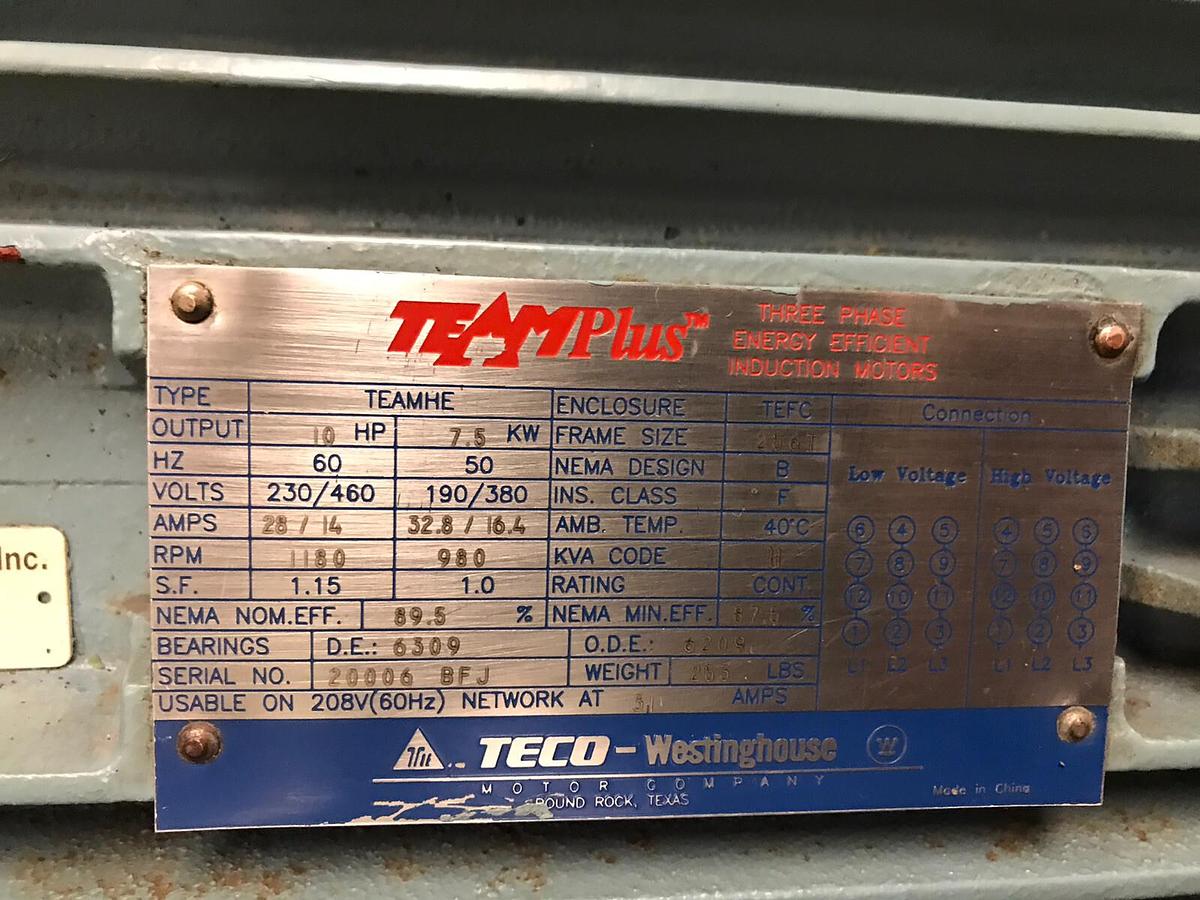 TEAMPlus™
THREE PHASE
ENERGY EFFICIENT
INDUCTION MOTORS
TYPE TEAMHE ENCLOSURE TEFC Connection
OUTPUT 10 HP 7.5 KW FRAME SIZE 256T
HZ 60 50 NEMA DESIGN B Low Voltage High Voltage
VOLTS 230/460 190/380 INS. CLASS F
AMPS 28 / 14 32.8 / 16.4 AMB. TEMP. 40°C 6 4 5 4 5 6
RPM 1180 980 KVA CODE H 7 8 9 7 8 9
S.F. 1.15 1.0 RATING CONT. 12 10 11 12 10 11
NEMA NOM.EFF. 89.5 % NEMA MIN.EFF. % 1 2 3 1 2 3
BEARINGS D.E.: 6309 O.D.E.: 6209 L1 L2 L3 L1 L2 L3
SERIAL NO. 20006 BFJ WEIGHT LBS
USABLE ON 208V(60Hz) NETWORK AT AMPS
TECO-Westinghouse W
MOTOR COMPANY
ROUND ROCK, TEXAS
Made in China
Inc.